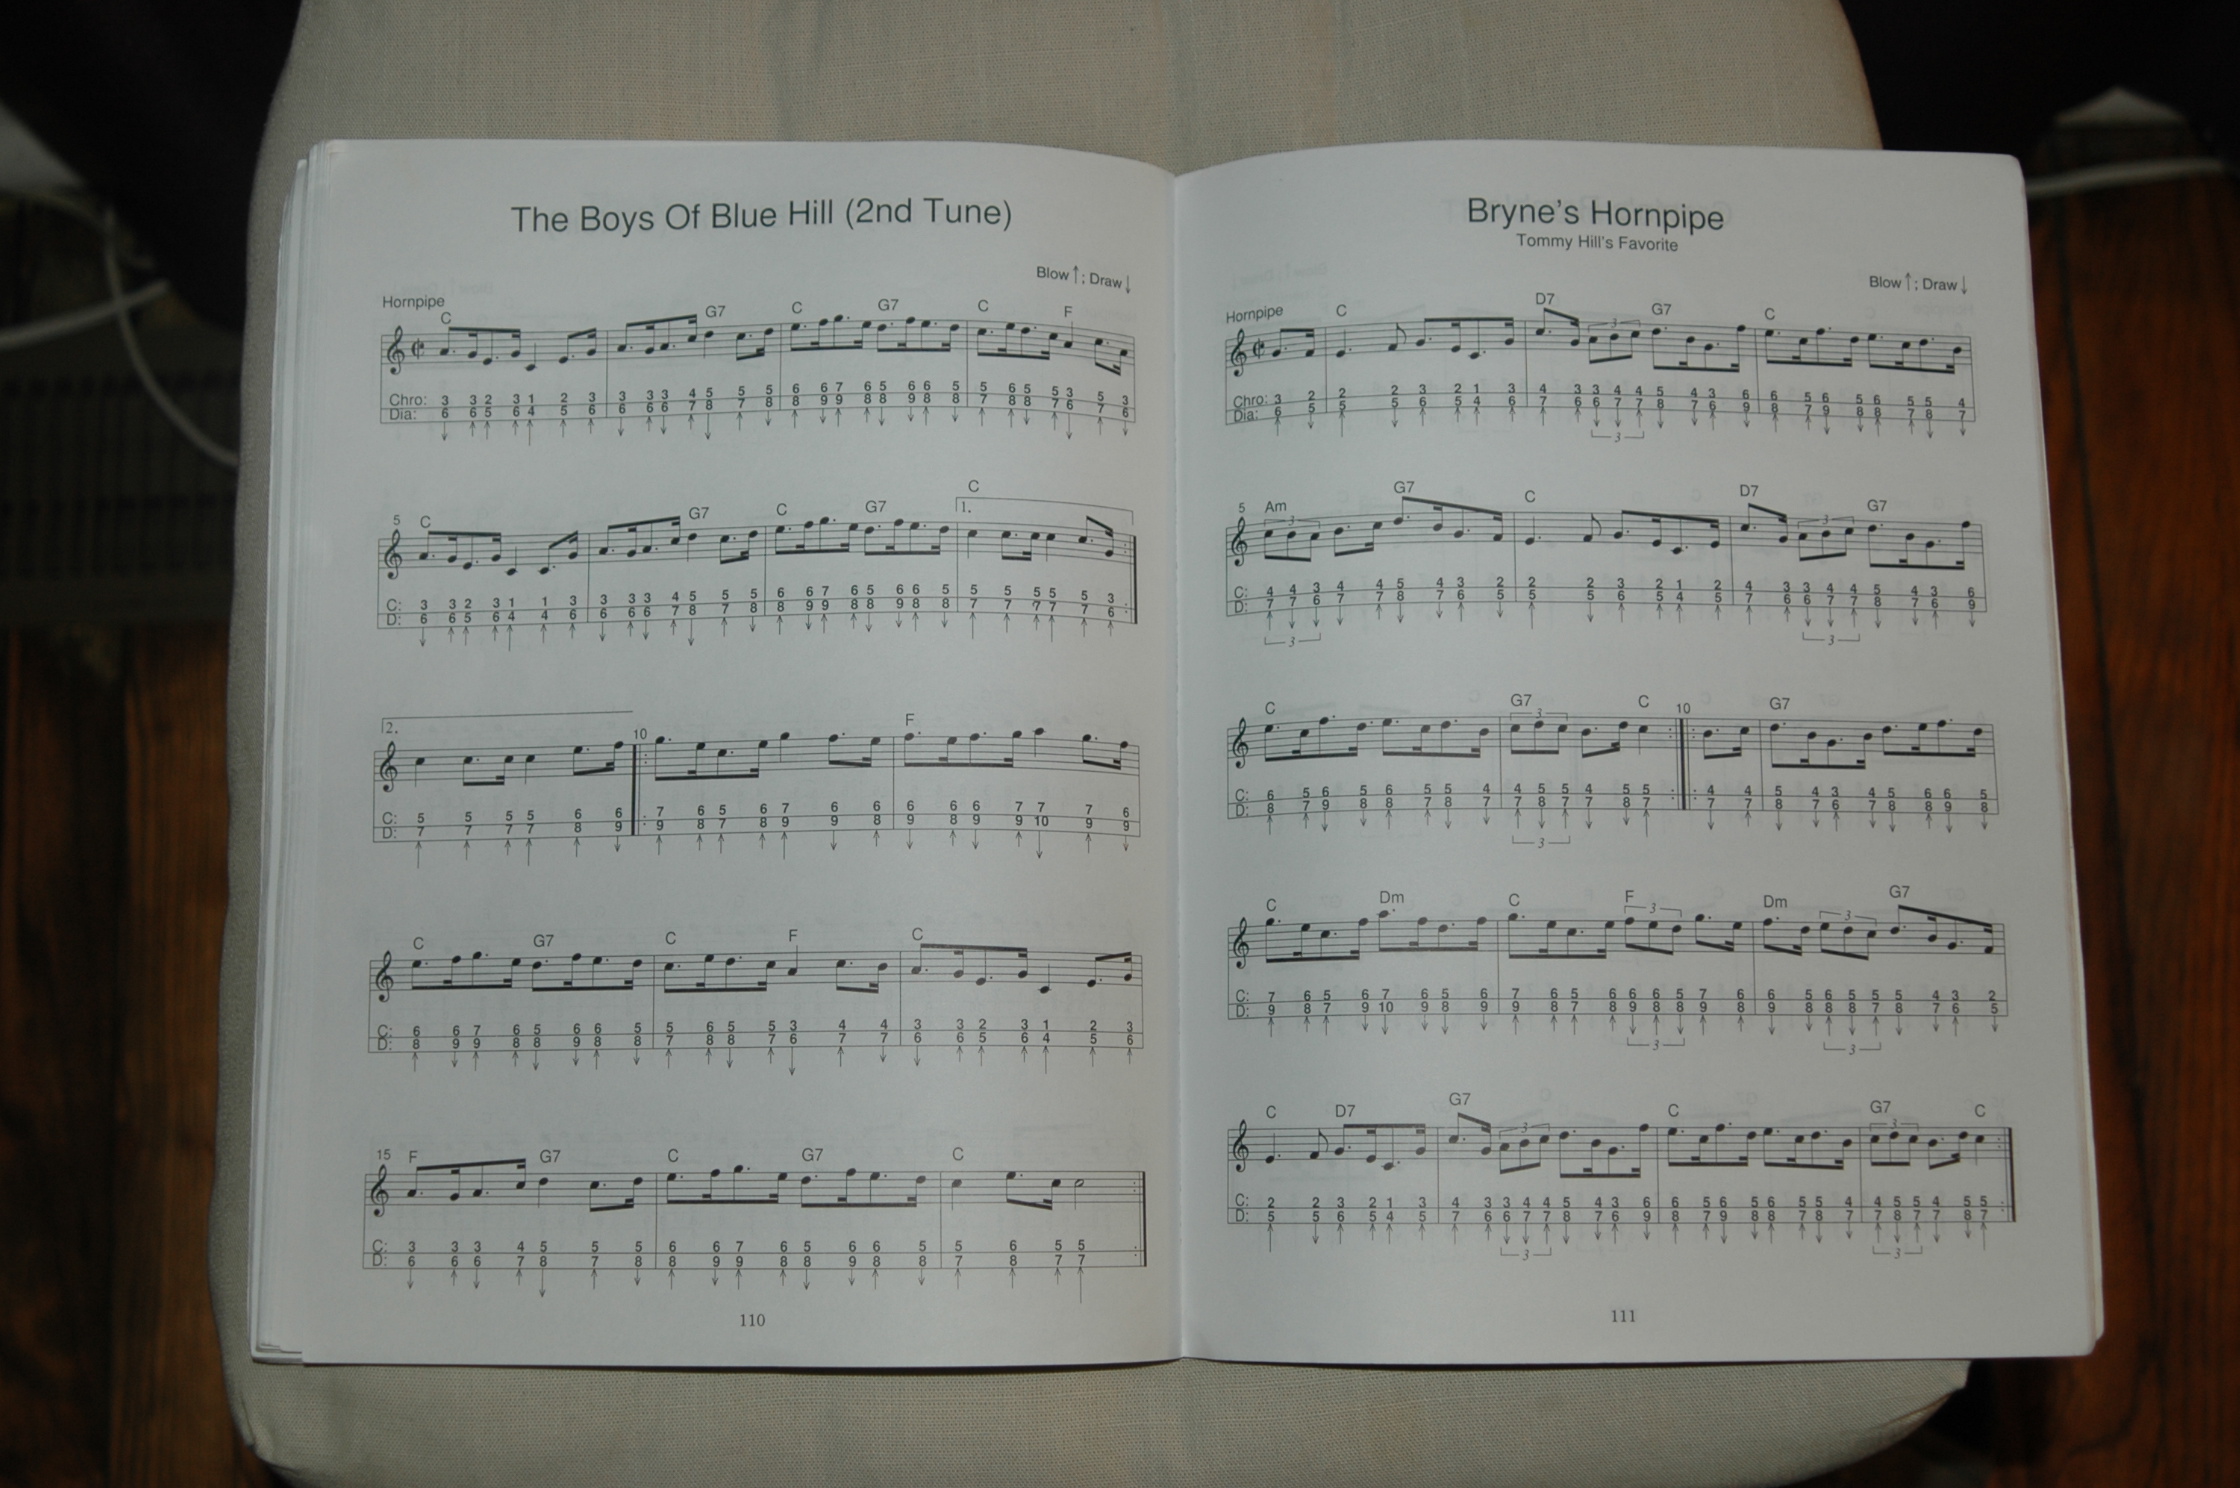 The Boys Of Blue Hill (2nd Tune)
Blow ↑; Draw ↓
Hornpipe
C G7 C G7 C F
Chro: 3 3 2 3 1 2 3 3 3 3 4 5 5 5 6 6 7 6 5 6 6 5 5 6 5 5 3 5 3
Dia: 6 6 5 6 4 5 6 6 6 6 7 8 7 8 8 9 9 8 8 9 8 8 7 8 8 7 6 7 6
5 C G7 C G7 C
1.
C: 3 3 2 3 1 1 3 3 3 3 4 5 5 5 6 6 7 6 5 6 6 5 5 5 5 5 5 3
D: 6 6 5 6 4 4 6 6 6 6 7 8 7 8 8 9 9 8 8 9 8 8 7 7 7 7 7 6
2. 10 F
C: 5 5 5 5 6 6 7 6 5 6 7 6 6 6 6 6 7 7 7 6
D: 7 7 7 7 8 9 9 8 7 8 9 9 8 9 8 9 9 10 9 9
C G7 C F C
C: 6 6 7 6 5 6 6 5 5 6 5 5 3 4 4 3 3 2 3 1 2 3
D: 8 9 9 8 8 9 8 8 7 8 8 7 6 7 7 6 6 5 6 4 5 6
15 F G7 C G7 C
C: 3 3 3 4 5 5 5 6 6 7 6 5 6 6 5 5 6 5 5
D: 6 6 6 7 8 7 8 8 9 9 8 8 9 8 8 7 8 7 7
110
Bryne's Hornpipe
Tommy Hill's Favorite
Blow ↑; Draw ↓
Hornpipe
C D7 G7 C
Chro: 3 2 2 2 3 2 1 3 4 3 3 4 4 5 4 3 6 6 5 6 5 6 5 5 4
Dia: 6 5 5 5 6 5 4 6 7 6 6 7 7 8 7 6 9 8 7 9 8 8 7 8 7
3
3
5 Am G7 C D7 G7
3 3
C: 4 4 3 4 4 5 4 3 2 2 2 3 2 1 2 4 3 3 4 4 5 4 3 6
D: 7 7 6 7 7 8 7 6 5 5 5 6 5 4 5 7 6 6 7 7 8 7 6 9
3 3
C G7 C 10 G7
3
C: 6 5 6 5 6 5 5 4 4 5 5 4 5 5 4 4 5 4 3 4 5 6 6 5
D: 8 7 9 8 8 7 8 7 7 8 7 7 8 7 7 7 8 7 6 7 8 8 9 8
3
C Dm C F Dm G7
3 3
C: 7 6 5 6 7 6 5 6 7 6 5 6 6 6 5 7 6 6 5 6 5 5 5 4 3 2
D: 9 8 7 9 10 9 8 9 9 8 7 8 9 8 8 9 8 9 8 8 8 7 8 7 6 5
3 3
C D7 G7 C G7 C
3 3
C: 2 2 3 2 1 3 4 3 3 4 4 5 4 3 6 6 5 6 5 6 5 5 4 4 5 5 4 5 5
D: 5 5 6 5 4 5 7 6 6 7 7 8 7 6 9 8 7 9 8 8 7 8 7 7 8 7 7 8 7
3 3
111